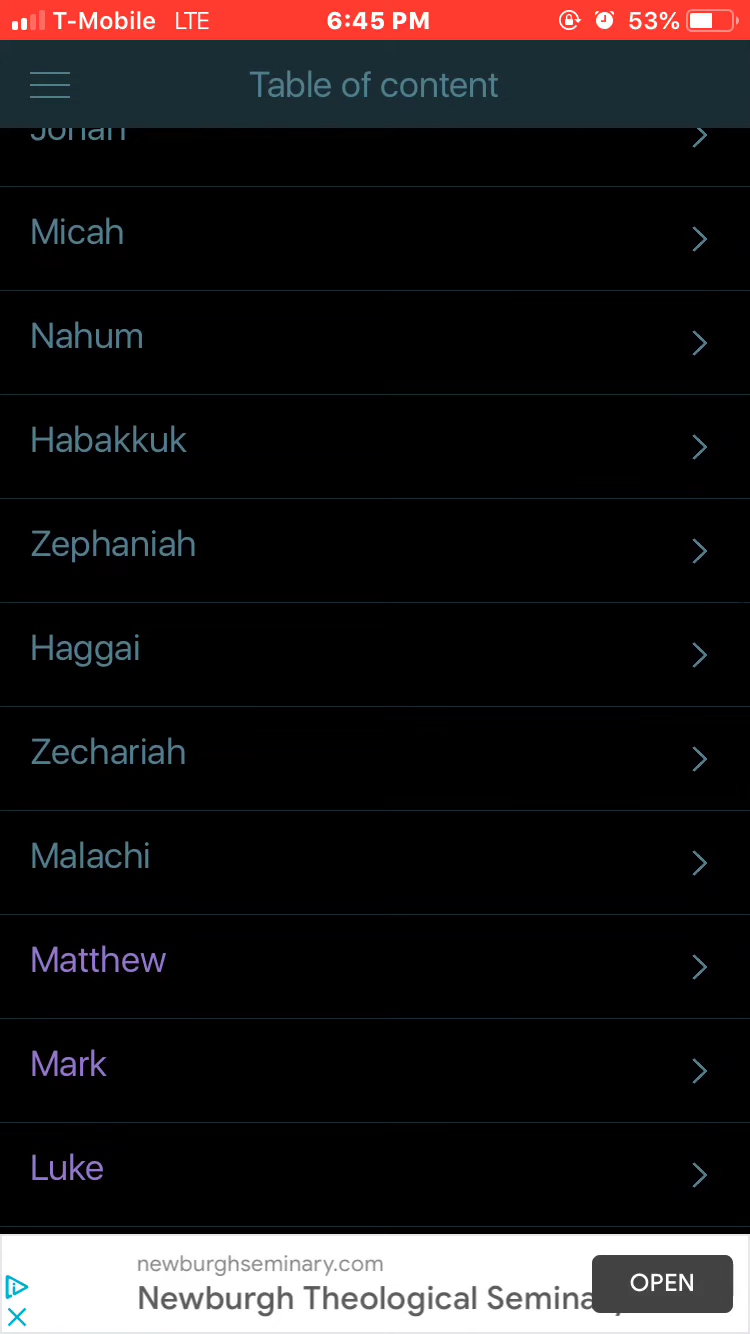 T-Mobile LTE 6:45 PM 53%
Table of content
Jonah
Micah
Nahum
Habakkuk
Zephaniah
Haggai
Zechariah
Malachi
Matthew
Mark
Luke
newburghseminary.com
Newburgh Theological
OPEN